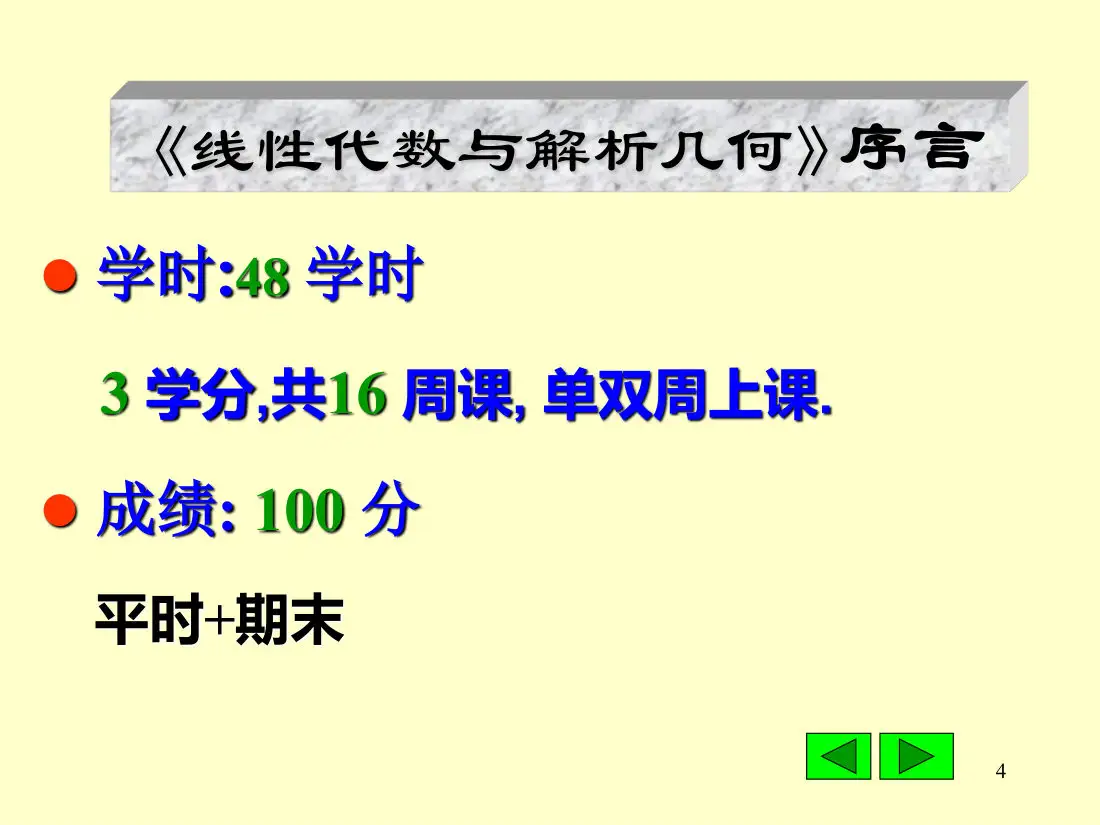 《线性代数与解析几何》序言
学时:48 学时
3 学分,共16 周课, 单双周上课.
成绩: 100 分
平时+期末
4